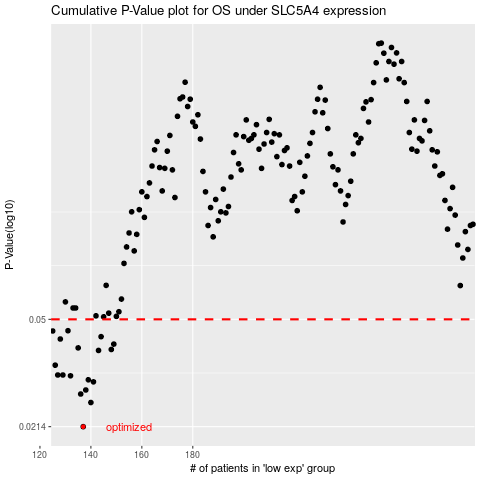 Cumulative P-Value plot for OS under SLC5A4 expression
P-Value(log10)
0.05
0.0214
optimized
120 140 160 180
# of patients in 'low exp' group